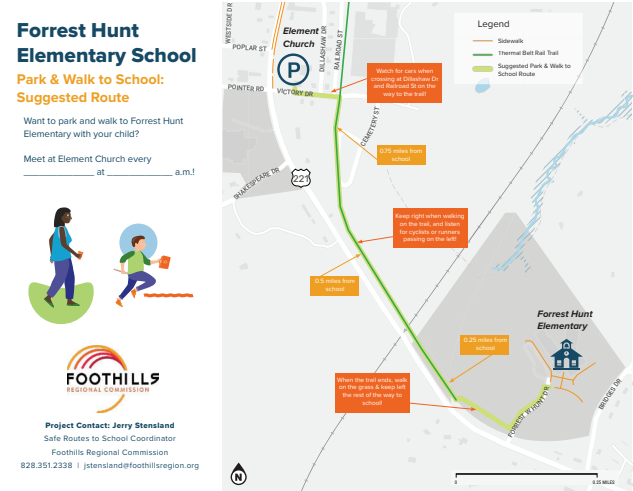 Forrest Hunt
Elementary School
Park & Walk to School:
Suggested Route
Want to park and walk to Forrest Hunt
Elementary with your child?
Meet at Element Church every
______________ at _____________ a.m.!
FOOTHILLS
REGIONAL COMMISSION
Project Contact: Jerry Stensland
Safe Routes to School Coordinator
Foothills Regional Commission
828.351.2338 | jstensland@foothillsregion.org
WESTSIDE DR
POPLAR ST
Element
Church
P
DILLASHAW DR
RAILROAD ST
POINTER RD
VICTORY DR
Legend
Sidewalk
Thermal Belt Rail Trail
Suggested Park & Walk to
School Route
Watch for cars when
crossing at Dillashaw Dr
and Railroad St on the
way to the trail!
CEMETERY ST
0.75 miles from
school
SHAKESPEARE DR
221
Keep right when walking
on the trail, and listen
for cyclists or runners
passing on the left!
0.5 miles from
school
Forrest Hunt
Elementary
0.25 miles from
school
When the trail ends, walk
on the grass & keep left
the rest of the way to
school!
FORREST W HUNT DR
BRIDGES DR
N
0
0.25 MILES